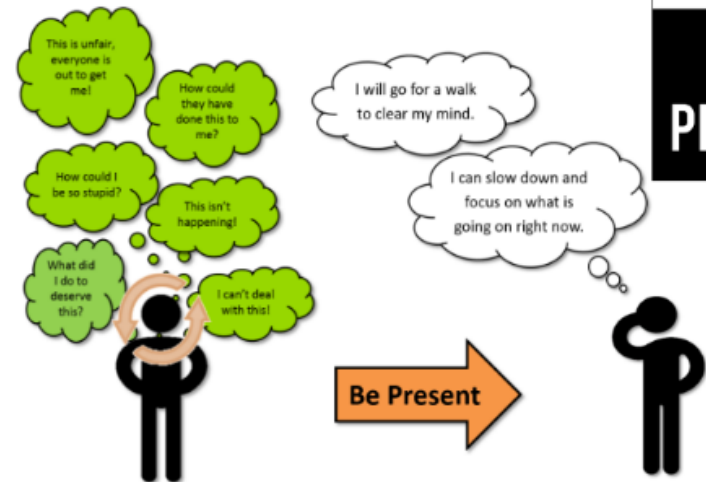 This is unfair,
everyone is
out to get
me!
How could
they have
done this to
me?
How could I
be so stupid?
This isn't
happening!
What did
I do to
deserve
this?
I can't deal
with this!
I will go for a walk
to clear my mind.
I can slow down and
focus on what is
going on right now.
Be Present